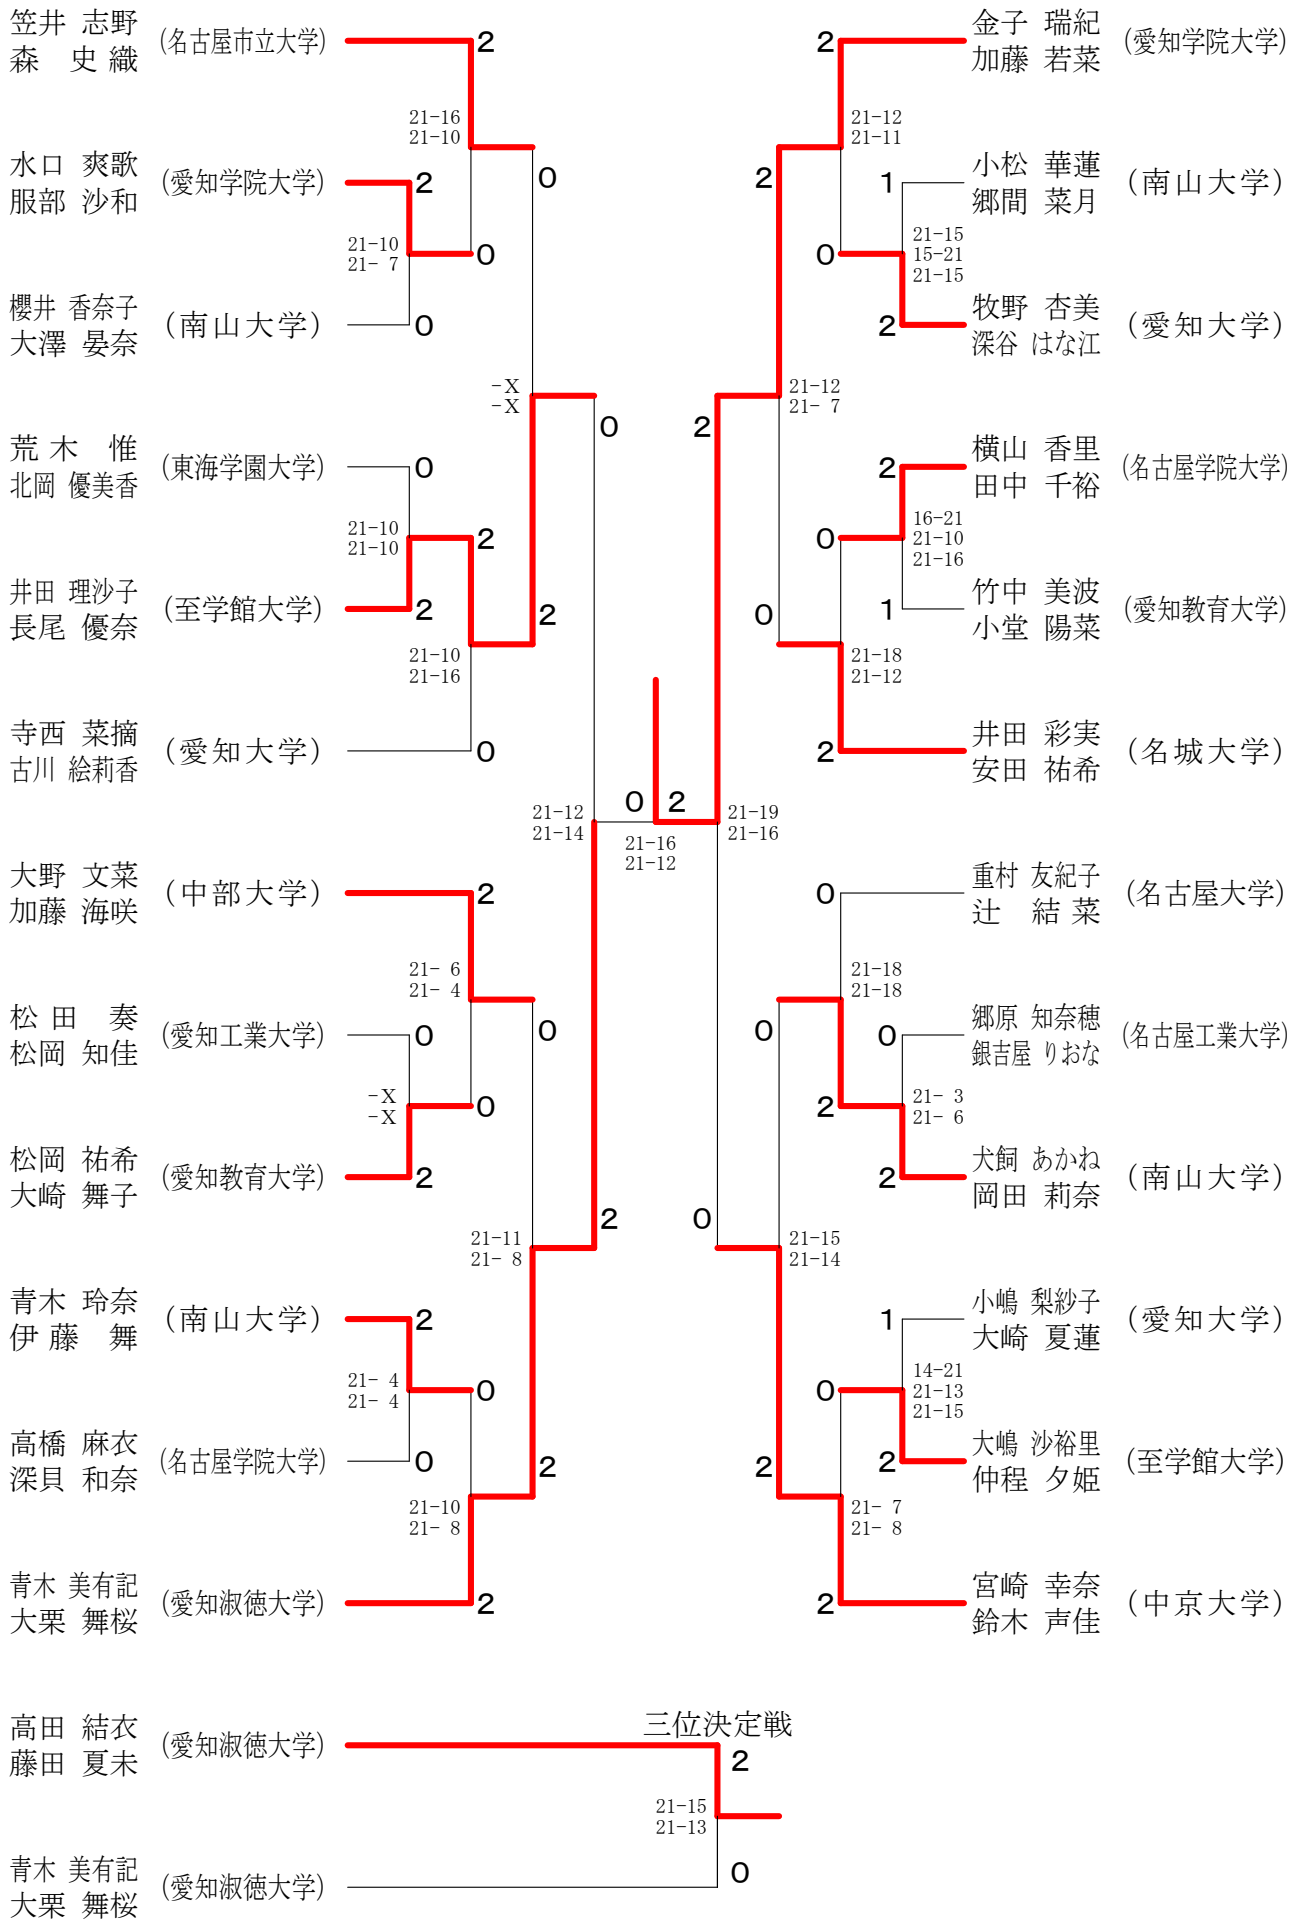 笠井 志野
森 史織
(名古屋市立大学)
2
21-16
21-10
水口 爽歌
服部 沙和
(愛知学院大学)
2
0
21-10
21- 7
0
櫻井 香奈子
大澤 晏奈
(南山大学)
0
-X
-X
0
荒木 惟
北岡 優美香
(東海学園大学)
0
21-10
21-10
2
井田 理沙子
長尾 優奈
(至学館大学)
2
2
21-10
21-16
寺西 菜摘
古川 絵莉香
(愛知大学)
0
21-12
21-14
0
2
21-16
21-12
大野 文菜
加藤 海咲
(中部大学)
2
21- 6
21- 4
松田 奏
松岡 知佳
(愛知工業大学)
0
0
-X
-X
0
松岡 祐希
大崎 舞子
(愛知教育大学)
2
2
21-11
21- 8
青木 玲奈
伊藤 舞
(南山大学)
2
21- 4
21- 4
0
高橋 麻衣
深貝 和奈
(名古屋学院大学)
0
2
21-10
21- 8
青木 美有記
大栗 舞桜
(愛知淑徳大学)
2
2
金子 瑞紀
加藤 若菜
(愛知学院大学)
21-12
21-11
2
1
小松 華蓮
郷間 菜月
(南山大学)
0
21-15
15-21
21-15
2
牧野 杏美
深谷 はな江
(愛知大学)
21-12
21- 7
2
2
横山 香里
田中 千裕
(名古屋学院大学)
0
16-21
21-10
21-16
0
1
竹中 美波
小堂 陽菜
(愛知教育大学)
21-18
21-12
2
井田 彩実
安田 祐希
(名城大学)
21-19
21-16
0
重村 友紀子
辻 結菜
(名古屋大学)
21-18
21-18
0
0
郷原 知奈穂
銀吉屋 りおな
(名古屋工業大学)
2
21- 3
21- 6
2
犬飼 あかね
岡田 莉奈
(南山大学)
0
21-15
21-14
1
小嶋 梨紗子
大崎 夏蓮
(愛知大学)
0
14-21
21-13
21-15
2
2
大嶋 沙裕里
仲程 夕姫
(至学館大学)
21- 7
21- 8
2
宮崎 幸奈
鈴木 声佳
(中京大学)
三位決定戦
高田 結衣
藤田 夏未
(愛知淑徳大学)
2
21-15
21-13
青木 美有記
大栗 舞桜
(愛知淑徳大学)
0